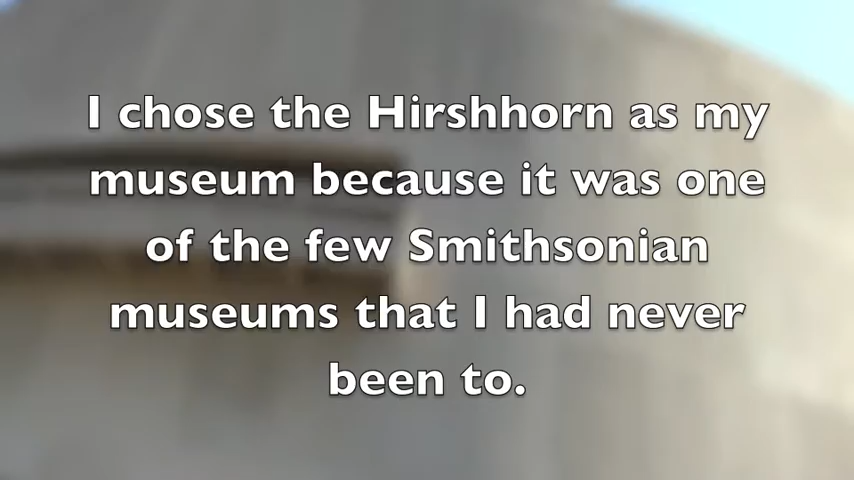 I chose the Hirshhorn as my
museum because it was one
of the few Smithsonian
museums that I had never
been to.